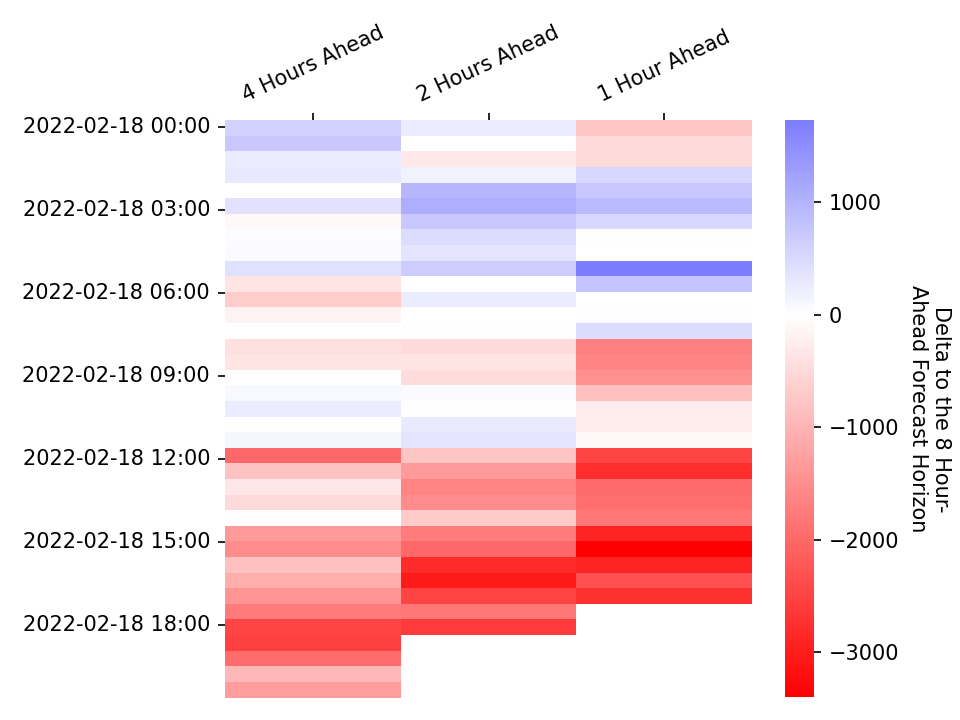 4 Hours Ahead
2 Hours Ahead
1 Hour Ahead
2022-02-18 00:00
2022-02-18 03:00
2022-02-18 06:00
2022-02-18 09:00
2022-02-18 12:00
2022-02-18 15:00
2022-02-18 18:00
1000
0
−1000
−2000
−3000
Delta to the 8 Hour-
Ahead Forecast Horizon